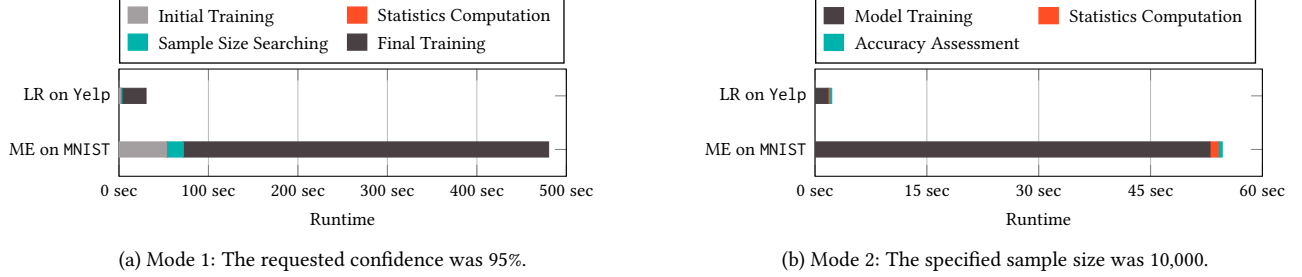 Initial Training
Statistics Computation
Sample Size Searching
Final Training
LR on Yelp
ME on MNIST
0 sec
100 sec
200 sec
300 sec
400 sec
500 sec
Runtime
(a) Mode 1: The requested confidence was 95%.
Model Training
Statistics Computation
Accuracy Assessment
LR on Yelp
ME on MNIST
0 sec
15 sec
30 sec
45 sec
60 sec
Runtime
(b) Mode 2: The specified sample size was 10,000.